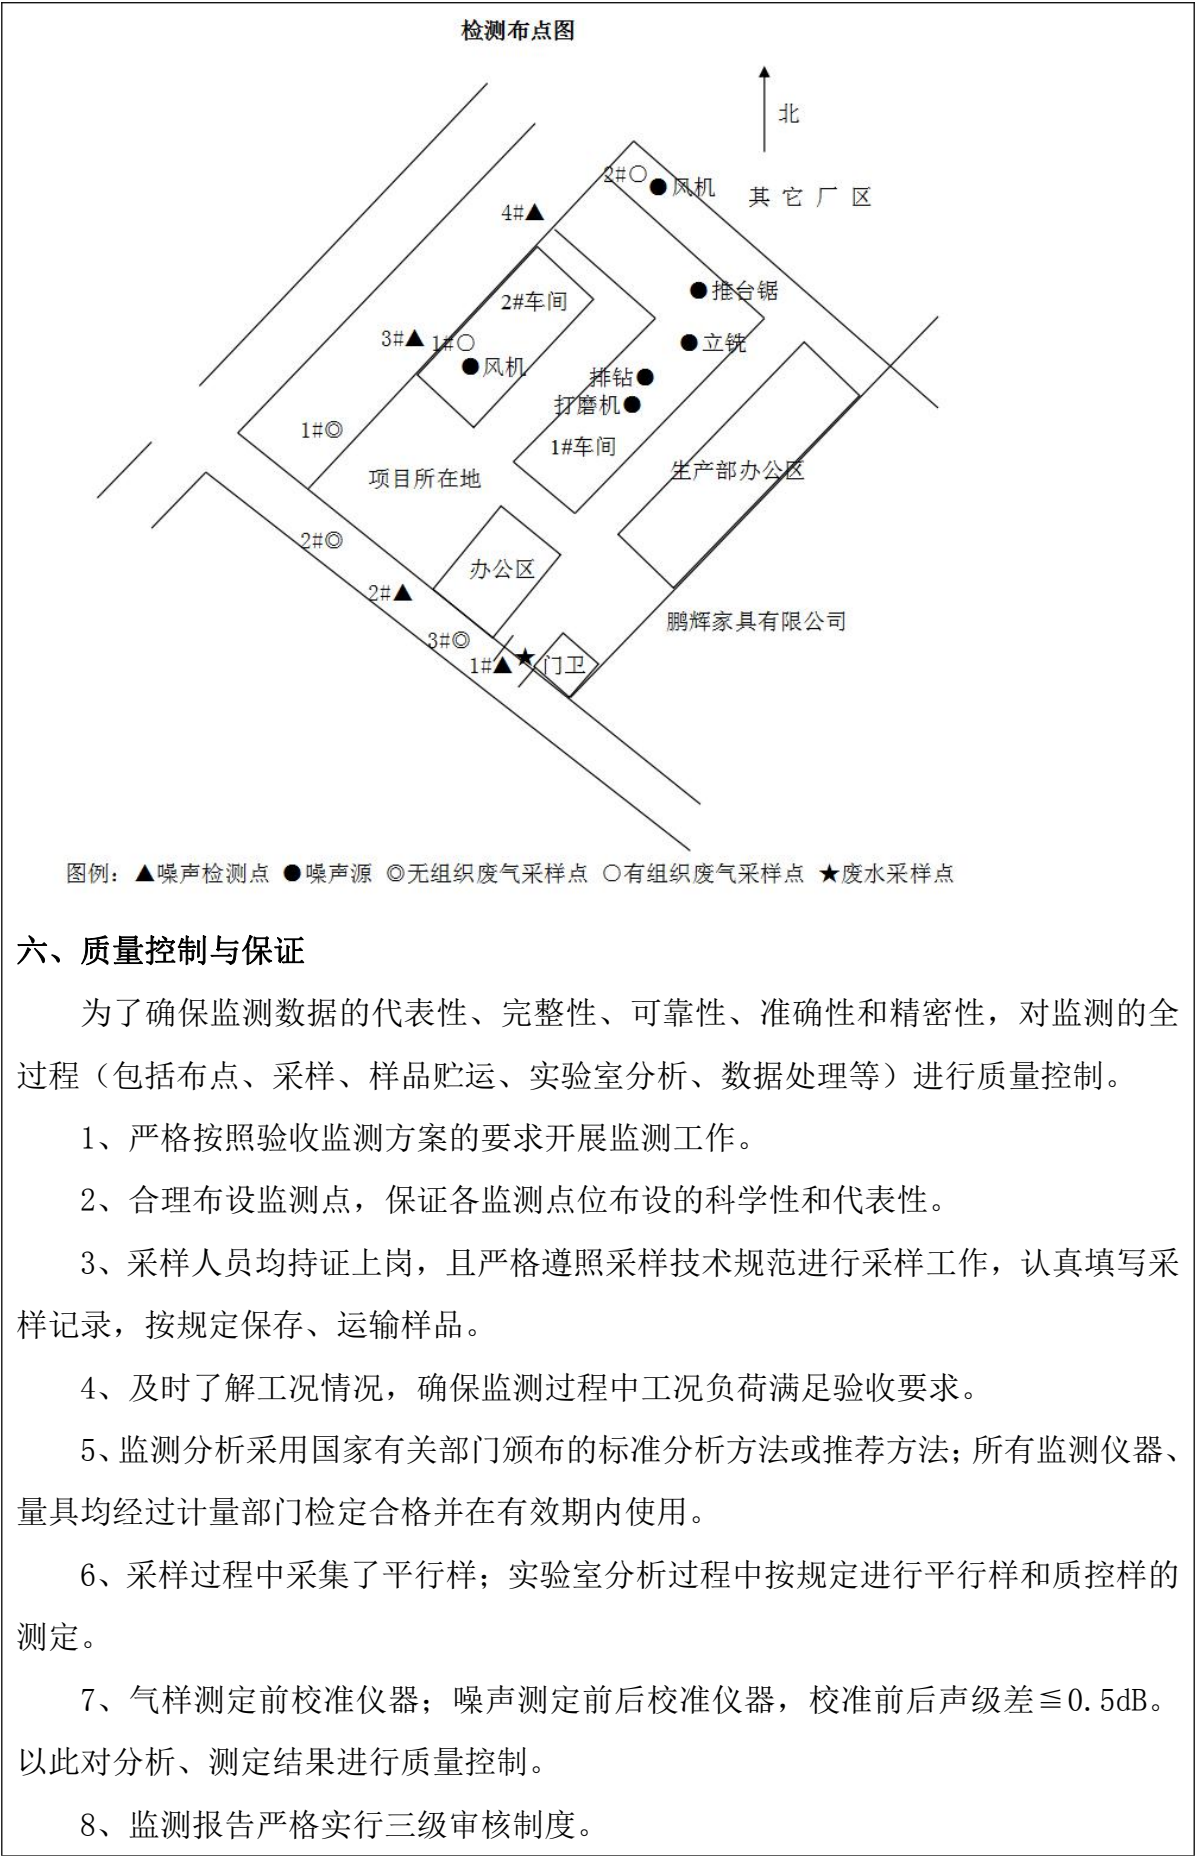 检测布点图
北
2#○ ●风机
其它厂区
4#▲
●推台锯
2#车间
3#▲ 1#○
●立铣
●风机
排钻●
打磨机●
1#◎
1#车间
生产部办公区
项目所在地
2#◎
办公区
2#▲
鹏辉家具有限公司
3#◎
1#▲ ★ 门卫
图例：▲噪声检测点 ●噪声源 ◎无组织废气采样点 ○有组织废气采样点 ★废水采样点
六、质量控制与保证
为了确保监测数据的代表性、完整性、可靠性、准确性和精密性，对监测的全
过程（包括布点、采样、样品贮运、实验室分析、数据处理等）进行质量控制。
1、严格按照验收监测方案的要求开展监测工作。
2、合理布设监测点，保证各监测点位布设的科学性和代表性。
3、采样人员均持证上岗，且严格遵照采样技术规范进行采样工作，认真填写采
样记录，按规定保存、运输样品。
4、及时了解工况情况，确保监测过程中工况负荷满足验收要求。
5、监测分析采用国家有关部门颁布的标准分析方法或推荐方法；所有监测仪器、
量具均经过计量部门检定合格并在有效期内使用。
6、采样过程中采集了平行样；实验室分析过程中按规定进行平行样和质控样的
测定。
7、气样测定前校准仪器；噪声测定前后校准仪器，校准前后声级差≦0.5dB。
以此对分析、测定结果进行质量控制。
8、监测报告严格实行三级审核制度。